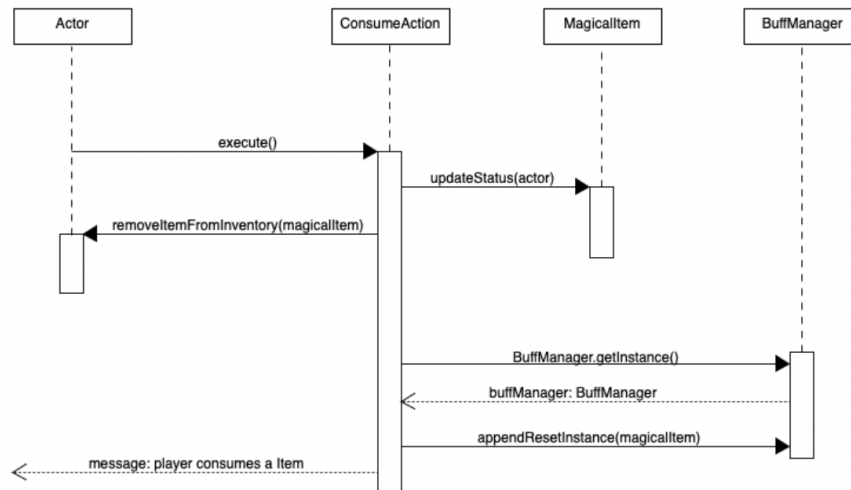 Actor
ConsumeAction
MagicalItem
BuffManager
execute()
updateStatus(actor)
removeItemFromInventory(magicalItem)
BuffManager.getInstance()
buffManager: BuffManager
appendResetInstance(magicalItem)
message: player consumes a Item